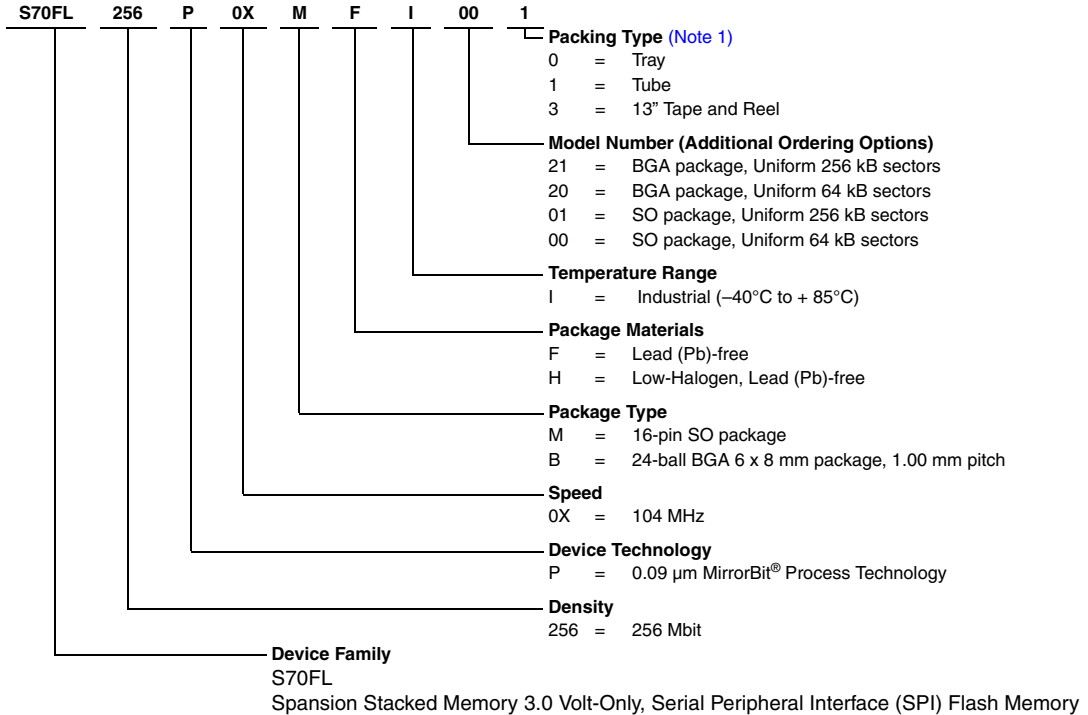 S70FL 256 P 0X M F I 00 1
Packing Type (Note 1)
0 = Tray
1 = Tube
3 = 13” Tape and Reel
Model Number (Additional Ordering Options)
21 = BGA package, Uniform 256 kB sectors
20 = BGA package, Uniform 64 kB sectors
01 = SO package, Uniform 256 kB sectors
00 = SO package, Uniform 64 kB sectors
Temperature Range
I = Industrial (–40°C to + 85°C)
Package Materials
F = Lead (Pb)-free
H = Low-Halogen, Lead (Pb)-free
Package Type
M = 16-pin SO package
B = 24-ball BGA 6 x 8 mm package, 1.00 mm pitch
Speed
0X = 104 MHz
Device Technology
P = 0.09 µm MirrorBit® Process Technology
Density
256 = 256 Mbit
Device Family
S70FL
Spansion Stacked Memory 3.0 Volt-Only, Serial Peripheral Interface (SPI) Flash Memory